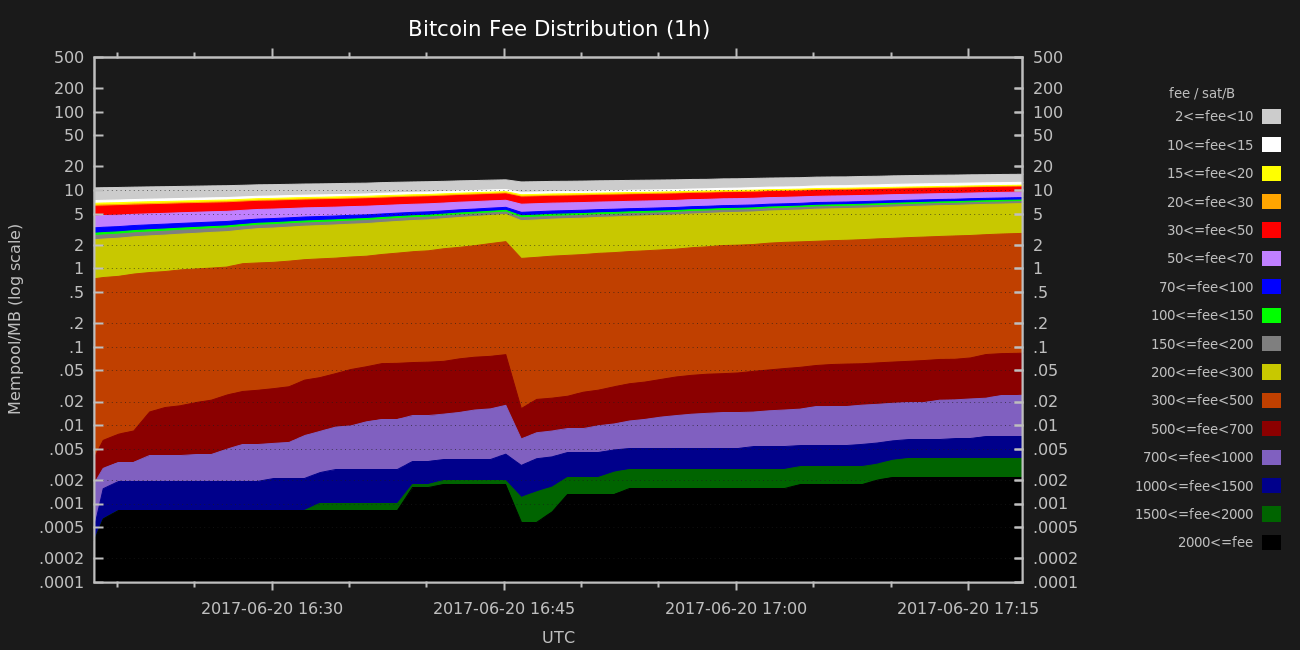 Bitcoin Fee Distribution (1h)
500
200
100
50
20
10
5
2
1
.5
.2
.1
.05
.02
.01
.005
.002
.001
.0005
.0002
.0001
Mempool/MB (log scale)
500
200
100
50
20
10
5
2
1
.5
.2
.1
.05
.02
.01
.005
.002
.001
.0005
.0002
.0001
2017-06-20 16:30
2017-06-20 16:45
2017-06-20 17:00
2017-06-20 17:15
UTC
fee / sat/B
2<=fee<10
10<=fee<15
15<=fee<20
20<=fee<30
30<=fee<50
50<=fee<70
70<=fee<100
100<=fee<150
150<=fee<200
200<=fee<300
300<=fee<500
500<=fee<700
700<=fee<1000
1000<=fee<1500
1500<=fee<2000
2000<=fee